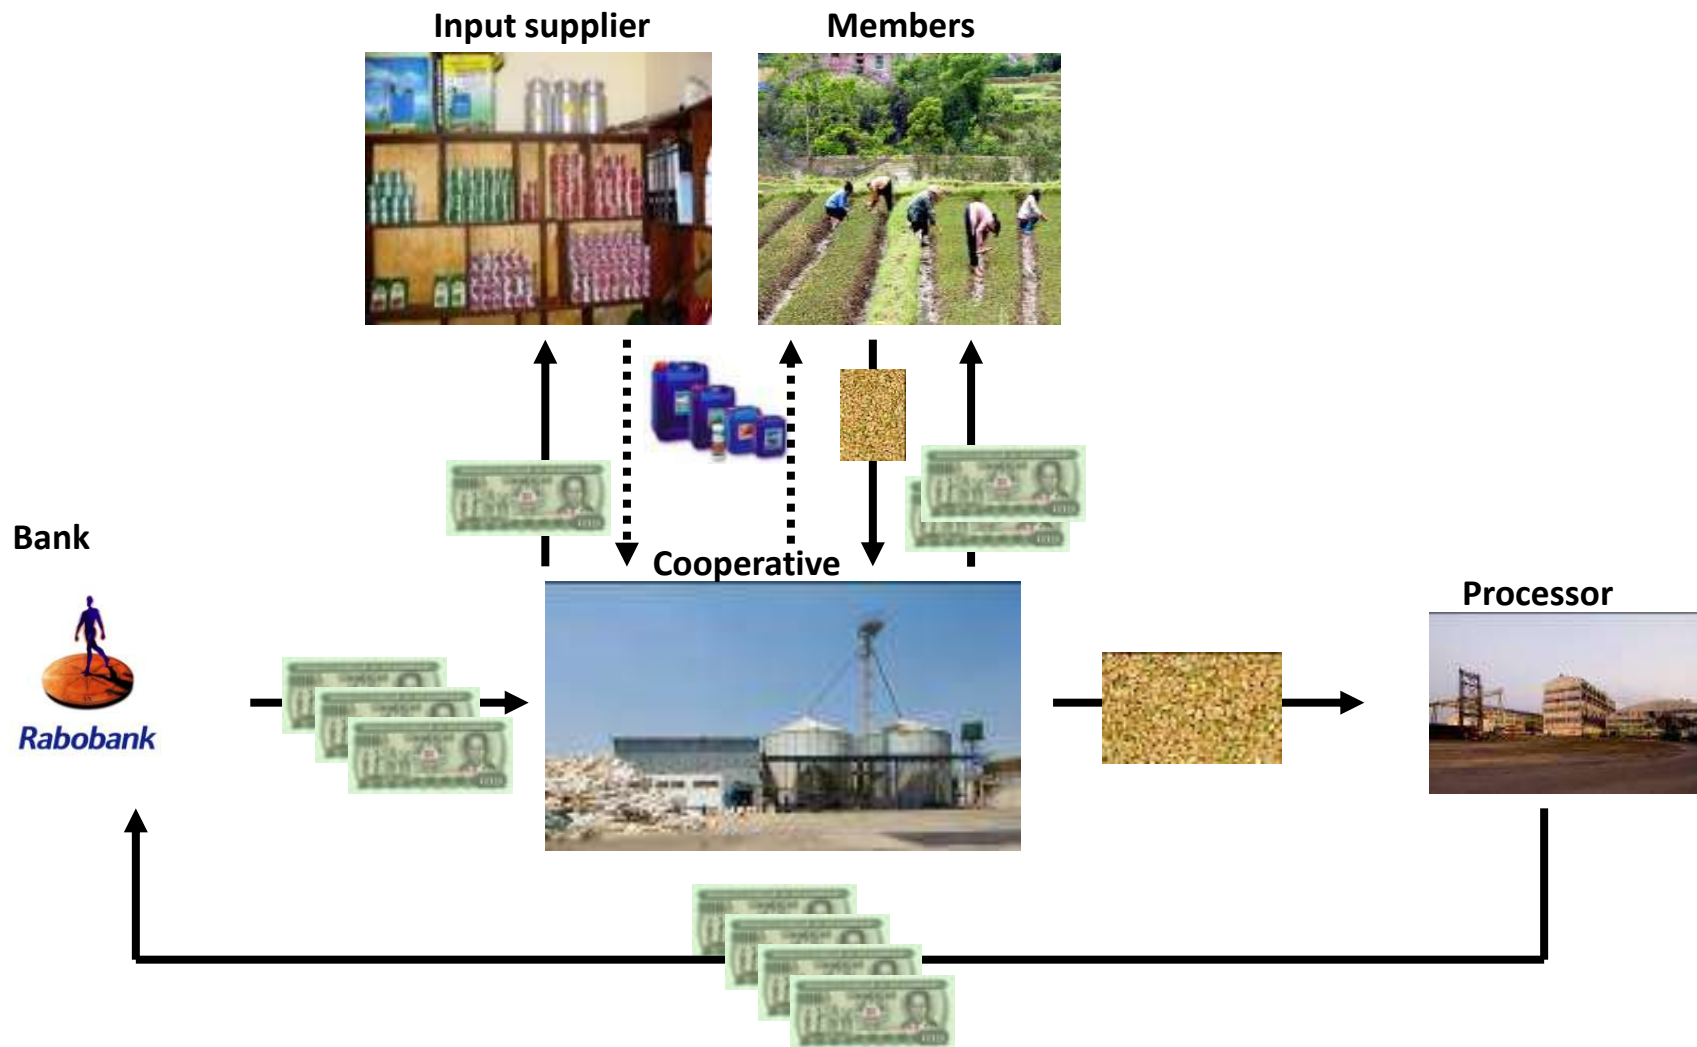 Input supplier
Members
Bank
Cooperative
Processor
Rabobank